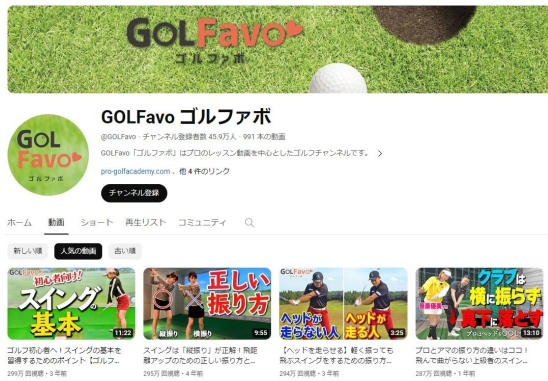 GOLFavo
ゴルファボ
GOLFavo
ゴルファボ
GOLFavo ゴルファボ
@GOLFavo · チャンネル登録者数 45.9万人 · 991 本の動画
GOLFavo「ゴルファボ」はプロのレッスン動画を中心としたゴルフチャンネルです。
pro-golfacademy.com 、他 4 件のリンク
チャンネル登録
ホーム 動画 ショート 再生リスト コミュニティ
新しい順 人気の動画 古い順
GOLFavo
初心者向け!
スイングの
基本
11:22
正しい
振り方
縦振り 横振り
9:55
GOLFavo
ヘッドが
走らない人
ヘッドが
走る人
3:25
クラブは
横に振らず
真下に落とす
13:10
ゴルフ初心者へ!スイングの基本を
習得するためのポイント【ゴルフ...
299万 回視聴 · 3 年前
スイングは「縦振り」が正解!飛距
離アップのための正しい振り方と...
295万 回視聴 · 4 年前
【ヘッドを走らせる】軽く振っても
飛ぶスイングをするための振り方...
294万 回視聴 · 3 年前
プロとアマの振り方の違いはココ!
飛んで曲がらない上級者のスイン...
287万 回視聴 · 1 年前